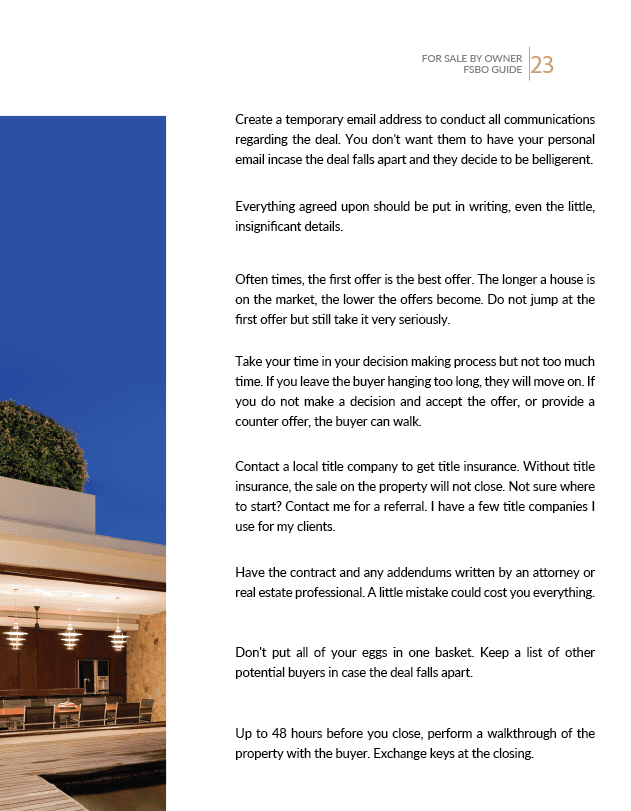 FOR SALE BY OWNER
FSBO GUIDE
23
Create a temporary email address to conduct all communications
regarding the deal. You don't want them to have your personal
email incase the deal falls apart and they decide to be belligerent.
Everything agreed upon should be put in writing, even the little,
insignificant details.
Often times, the first offer is the best offer. The longer a house is
on the market, the lower the offers become. Do not jump at the
first offer but still take it very seriously.
Take your time in your decision making process but not too much
time. If you leave the buyer hanging too long, they will move on. If
you do not make a decision and accept the offer, or provide a
counter offer, the buyer can walk.
Contact a local title company to get title insurance. Without title
insurance, the sale on the property will not close. Not sure where
to start? Contact me for a referral. I have a few title companies I
use for my clients.
Have the contract and any addendums written by an attorney or
real estate professional. A little mistake could cost you everything.
Don't put all of your eggs in one basket. Keep a list of other
potential buyers in case the deal falls apart.
Up to 48 hours before you close, perform a walkthrough of the
property with the buyer. Exchange keys at the closing.